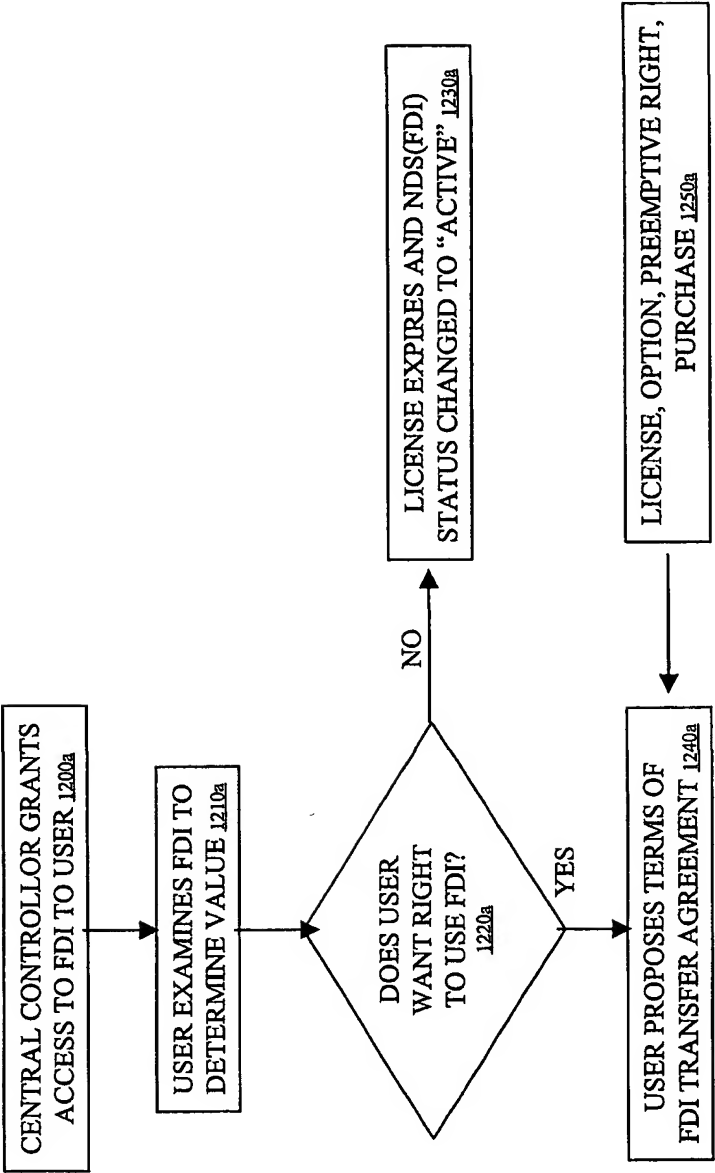 CENTRAL CONTROLLOR GRANTS
ACCESS TO FDI TO USER 1200a
USER EXAMINES FDI TO
DETERMINE VALUE 1210a
DOES USER
WANT RIGHT
TO USE FDI?
1220a
NO
LICENSE EXPIRES AND NDS(FDI)
STATUS CHANGED TO “ACTIVE” 1230a
YES
USER PROPOSES TERMS OF
FDI TRANSFER AGREEMENT 1240a
LICENSE, OPTION, PREEMPTIVE RIGHT,
PURCHASE 1250a